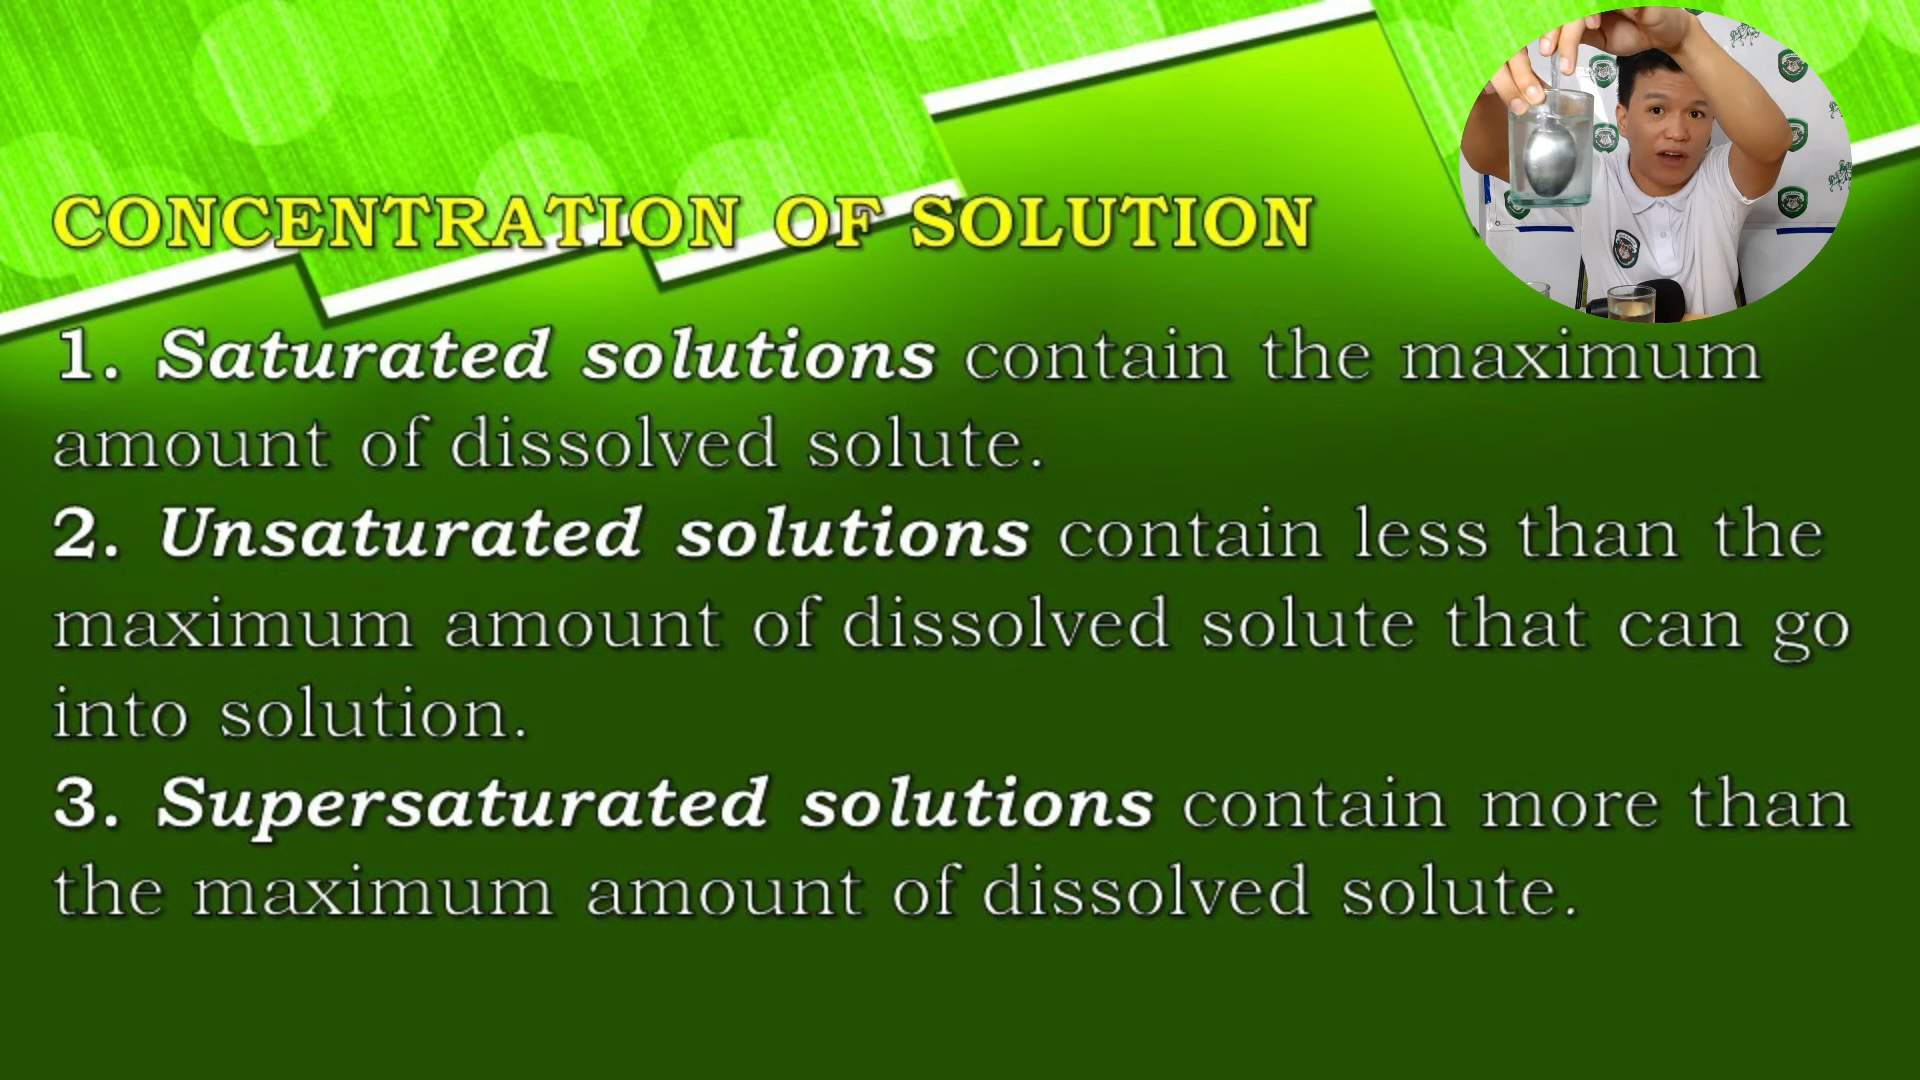 CONCENTRATION OF SOLUTION
1. Saturated solutions contain the maximum
amount of dissolved solute.
2. Unsaturated solutions contain less than the
maximum amount of dissolved solute that can go
into solution.
3. Supersaturated solutions contain more than
the maximum amount of dissolved solute.